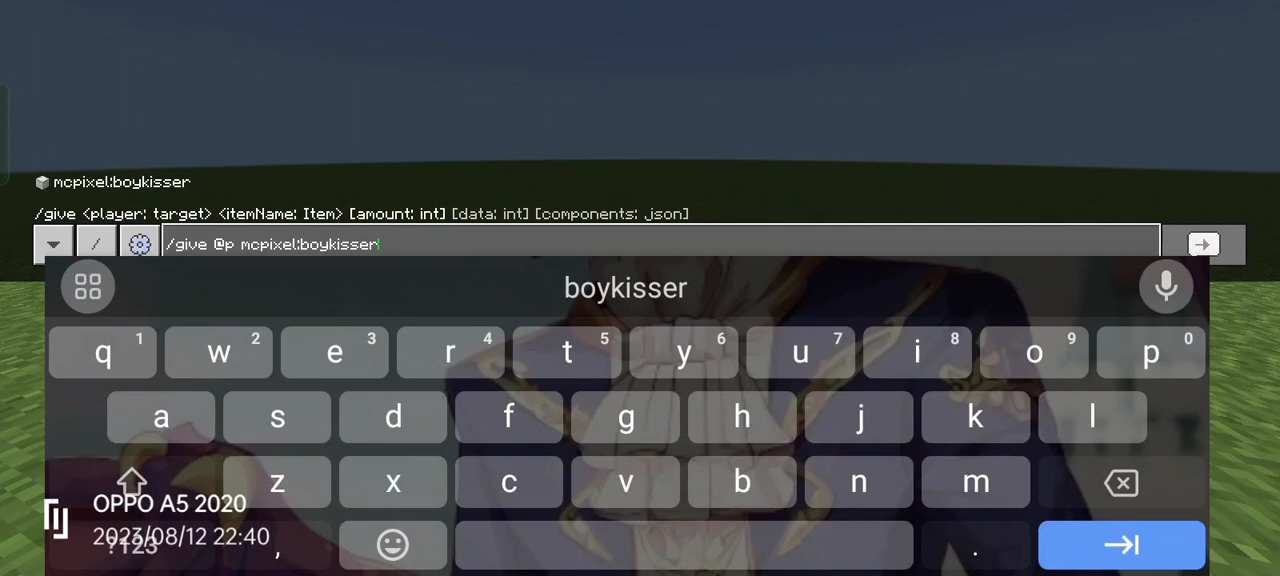 mcpixel:boykisser
/give <player: target> <itemName: Item> [amount: int] [data: int] [components: json]
/
/give @p mcpixel:boykisser
boykisser
q 1 w 2 e 3 r 4 t 5 y 6 u 7 i 8 o 9 p 0
a s d f g h j k l
z x c v b n m
OPPO A5 2020
2023/08/12 22:40
?123 , .